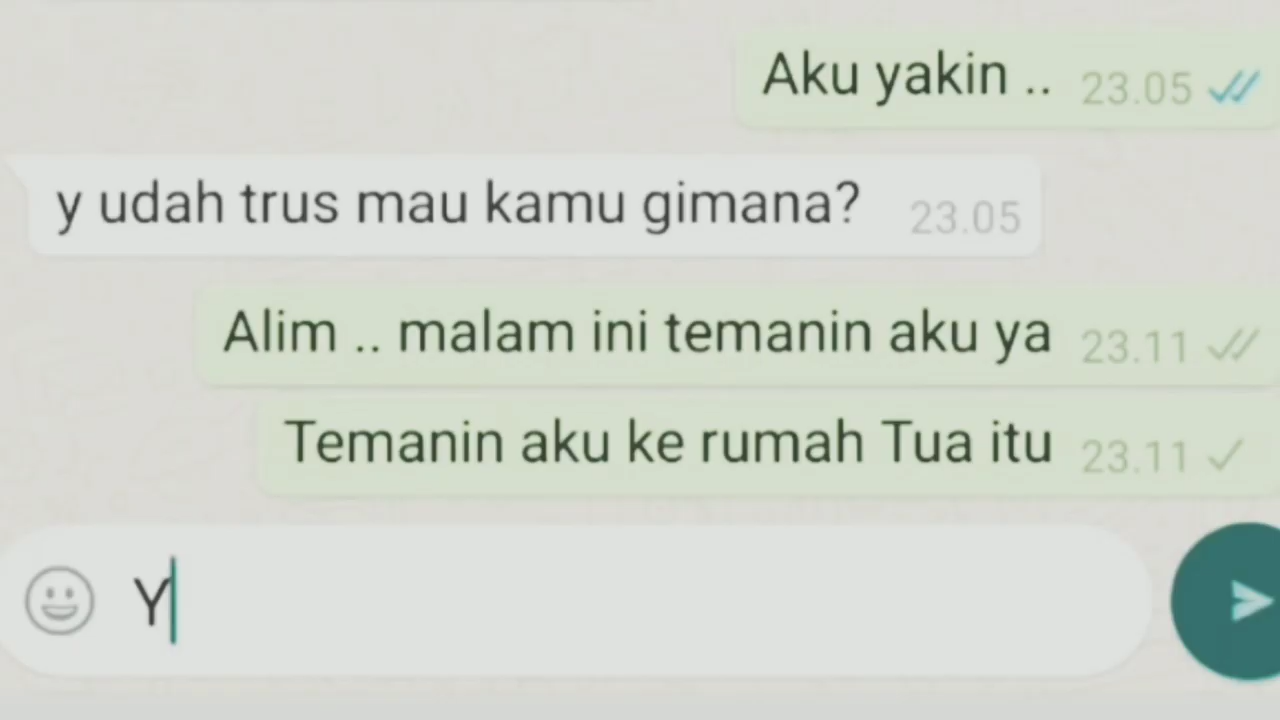 Aku yakin .. 23.05
y udah trus mau kamu gimana? 23.05
Alim .. malam ini temanin aku ya 23.11
Temanin aku ke rumah Tua itu 23.11
Y